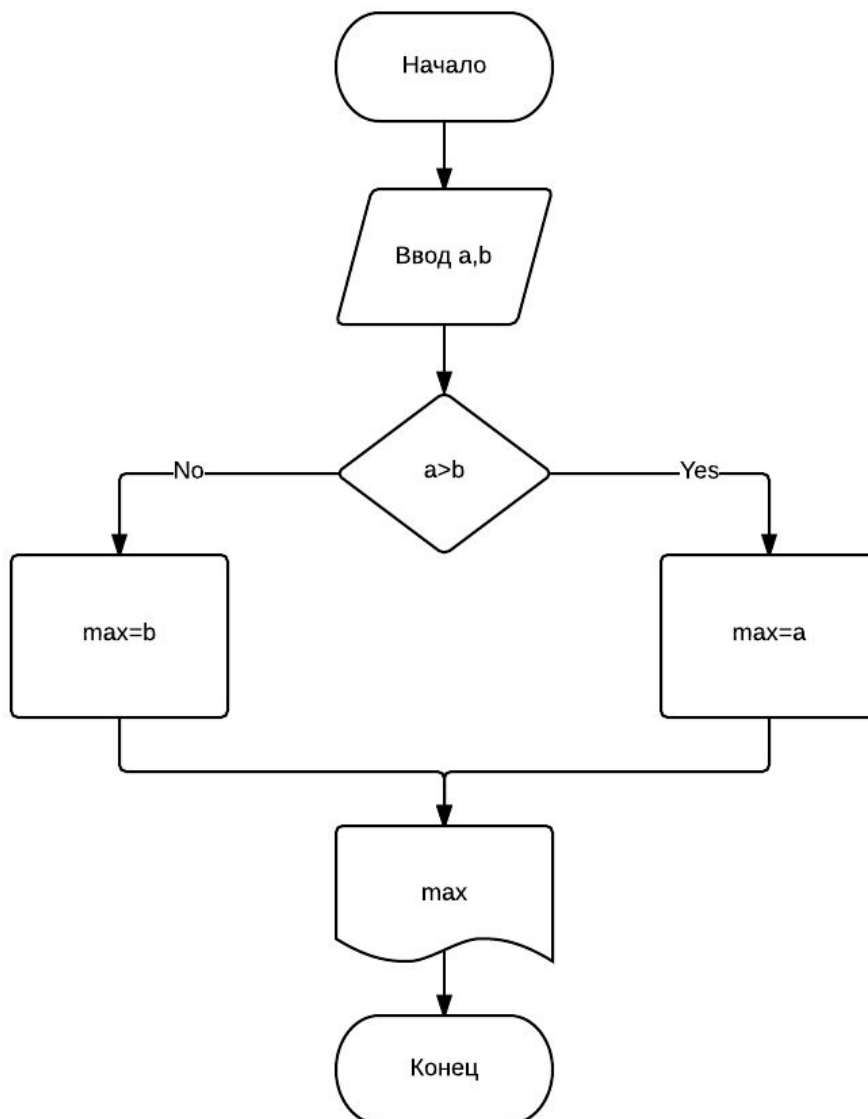 Начало
Ввод a,b
a>b
No
Yes
max=b
max=a
max
Конец